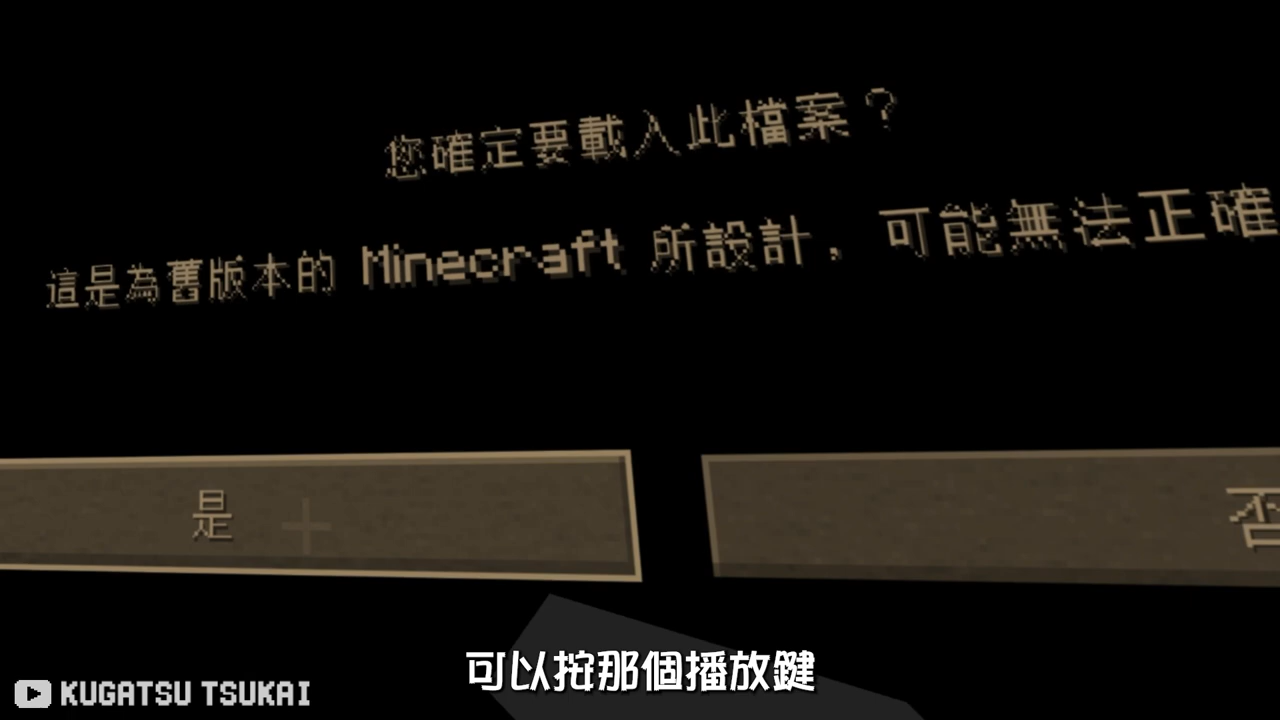 您確定要載入此檔案？
這是為舊版本的 Minecraft 所設計，可能無法正確
是
否
可以按那個播放鍵
KUGATSU TSUKAI